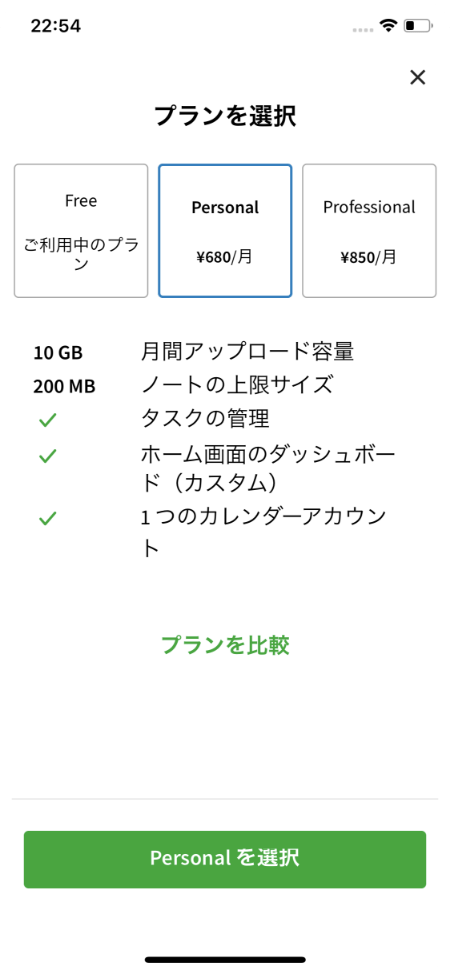 22:54
プランを選択
Free
ご利用中のプラ
ン
Personal
¥680/月
Professional
¥850/月
10 GB 月間アップロード容量
200 MB ノートの上限サイズ
タスクの管理
ホーム画面のダッシュボー
ド（カスタム）
1 つのカレンダーアカウン
ト
プランを比較
Personal を選択